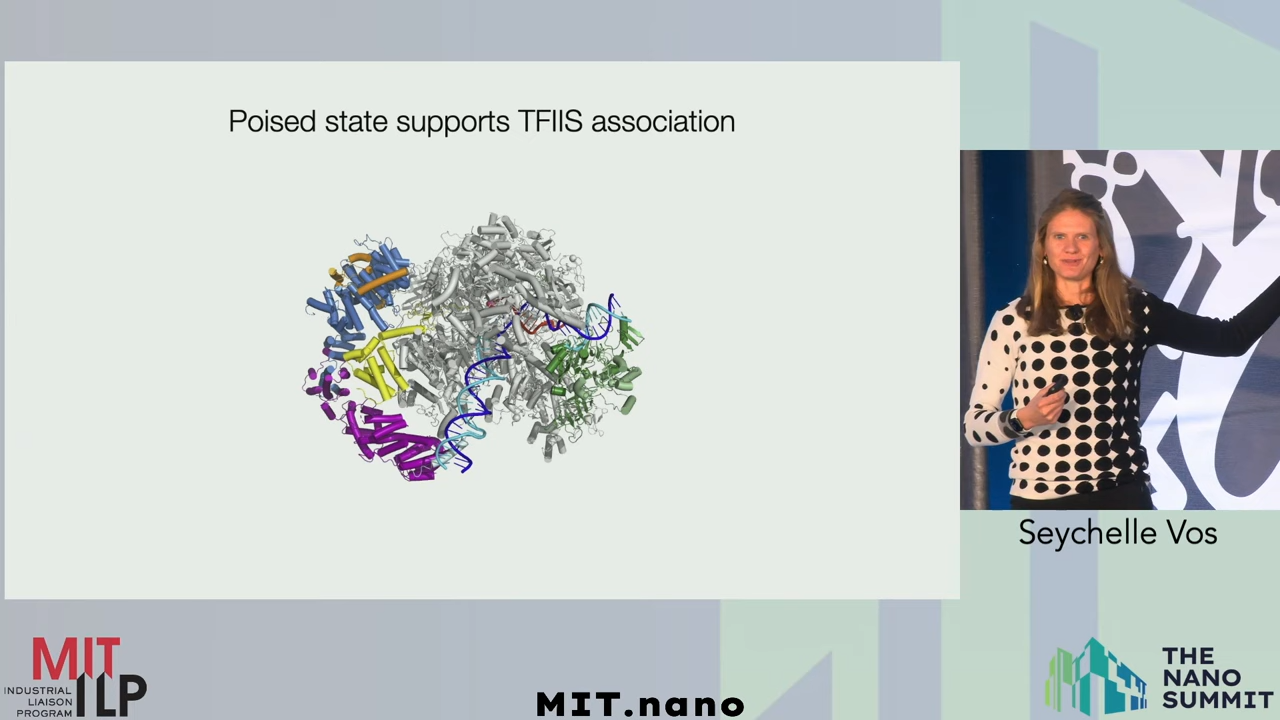 Poised state supports TFIIS association
Seychelle Vos
MIT
ILP
INDUSTRIAL
LIAISON
PROGRAM
MIT.nano
THE
NANO
SUMMIT